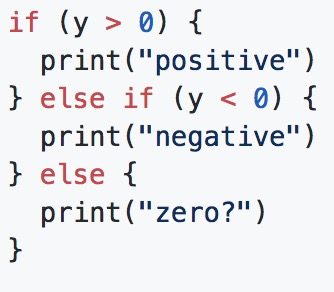 if (y > 0) {
  print("positive")
} else if (y < 0) {
  print("negative")
} else {
  print("zero?")
}